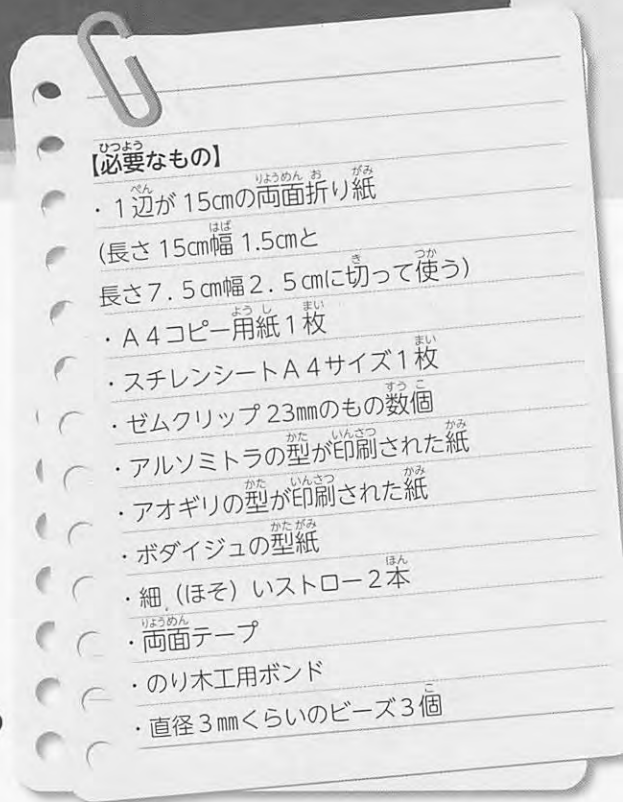 【必要なもの】
・1辺が15cmの両面折り紙
(長さ15cm幅1.5cmと
長さ7.5cm幅2.5cmに切って使う)
・A4コピー用紙1枚
・スチレンシートA4サイズ1枚
・ゼムクリップ23mmのもの数個
・アルソミトラの型が印刷された紙
・アオギリの型が印刷された紙
・ボダイジュの型紙
・細(ほそ)いストロー2本
・両面テープ
・のり木工用ボンド
・直径3mmくらいのビーズ3個